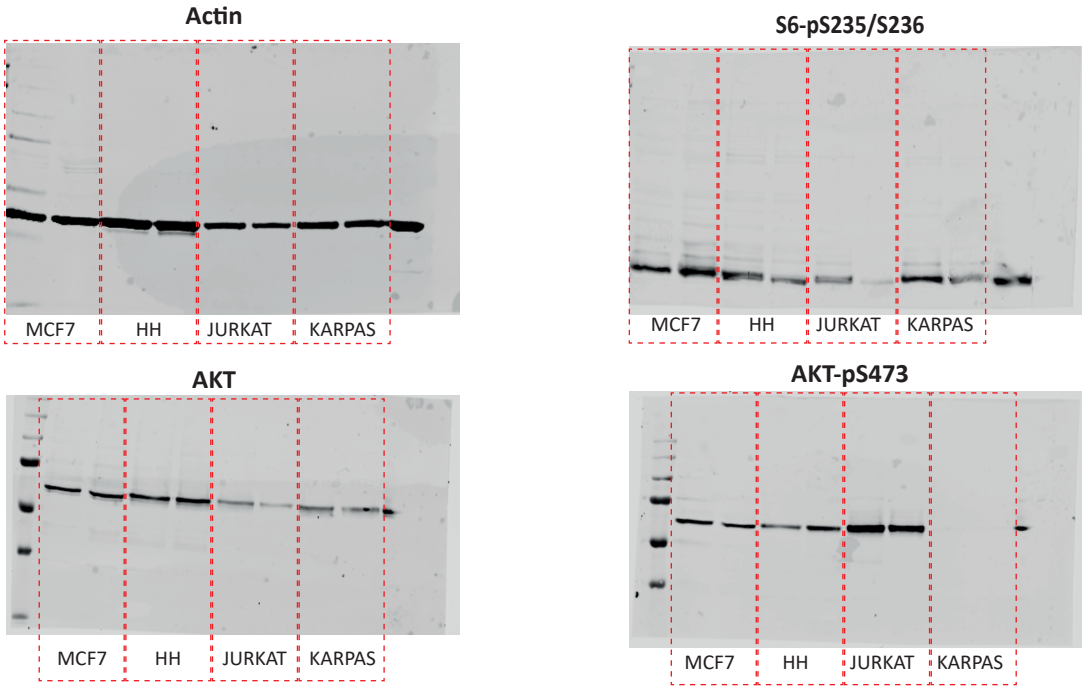 Actin
S6-pS235/S236
MCF7 HH JURKAT KARPAS
MCF7 HH JURKAT KARPAS
AKT
AKT-pS473
MCF7 HH JURKAT KARPAS
MCF7 HH JURKAT KARPAS